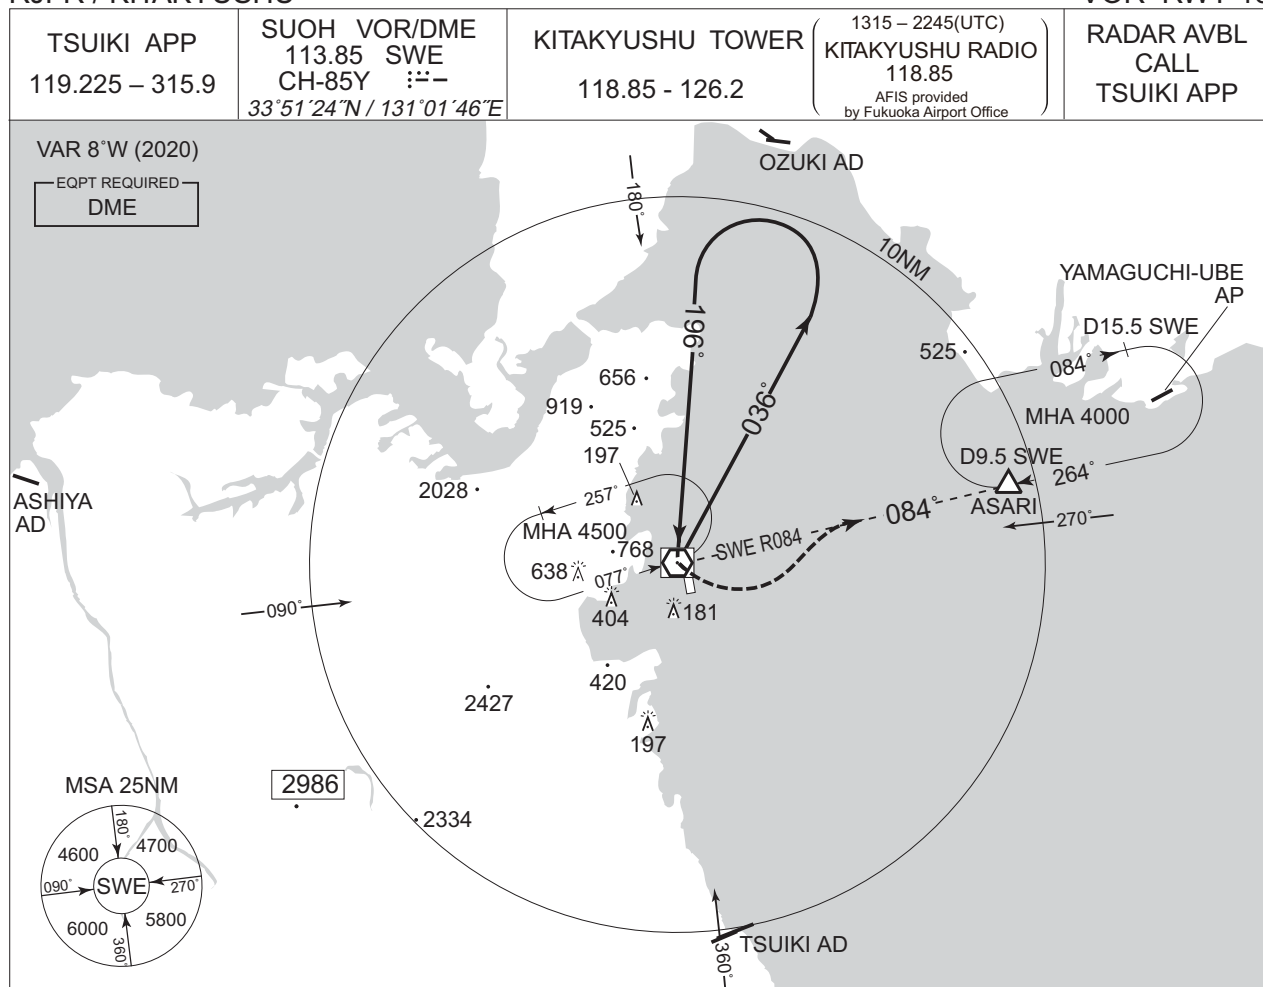 TSUIKI APP
119.225 – 315.9
SUOH VOR/DME
113.85 SWE
CH-85Y
33°51′24″N / 131°01′46″E
KITAKYUSHU TOWER
118.85 - 126.2
1315 – 2245(UTC)
KITAKYUSHU RADIO
118.85
AFIS provided
by Fukuoka Airport Office
RADAR AVBL
CALL
TSUIKI APP
VAR 8°W (2020)
EQPT REQUIRED
DME
OZUKI AD
180°
10NM
YAMAGUCHI-UBE
AP
D15.5 SWE
196°
525
084°
656
919
036°
MHA 4000
525
197
D9.5 SWE
264°
2028
257°
ASHIYA
AD
ASARI
084°
270°
MHA 4500
768
SWE R084
638
077°
404
181
090°
420
2427
197
MSA 25NM
2986
2334
180°
4600
4700
090°
SWE
270°
6000
5800
360°
TSUIKI AD
360°